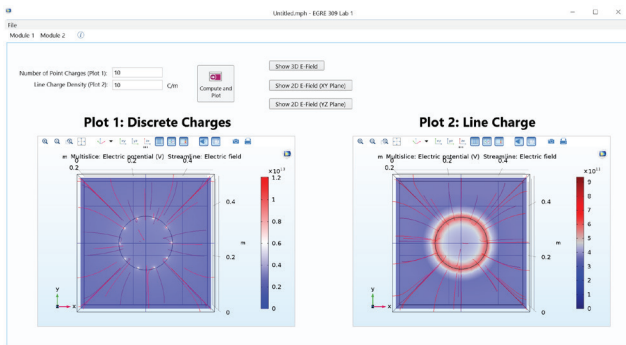 Untitled.mph - EGRE 309 Lab 1
File
Module 1 Module 2
Number of Point Charges (Plot 1): 10
Line Charge Density (Plot 2): 10 C/m
Compute and Plot
Show 3D E-Field
Show 2D E-Field (XY Plane)
Show 2D E-Field (YZ Plane)
Plot 1: Discrete Charges
m Multislice: Electric potential (V) Streamline: Electric field
0 0.2
0.2
×10¹³
1.2
1
0.8
0.6
0.4
0.2
0
0.4
m
0.2
0
y
x
Plot 2: Line Charge
m Multislice: Electric potential (V) Streamline: Electric field
0 0.2
0.2
9
8
7
6
5
4
3
2
1
0
0.4
m
0.2
0
y
x